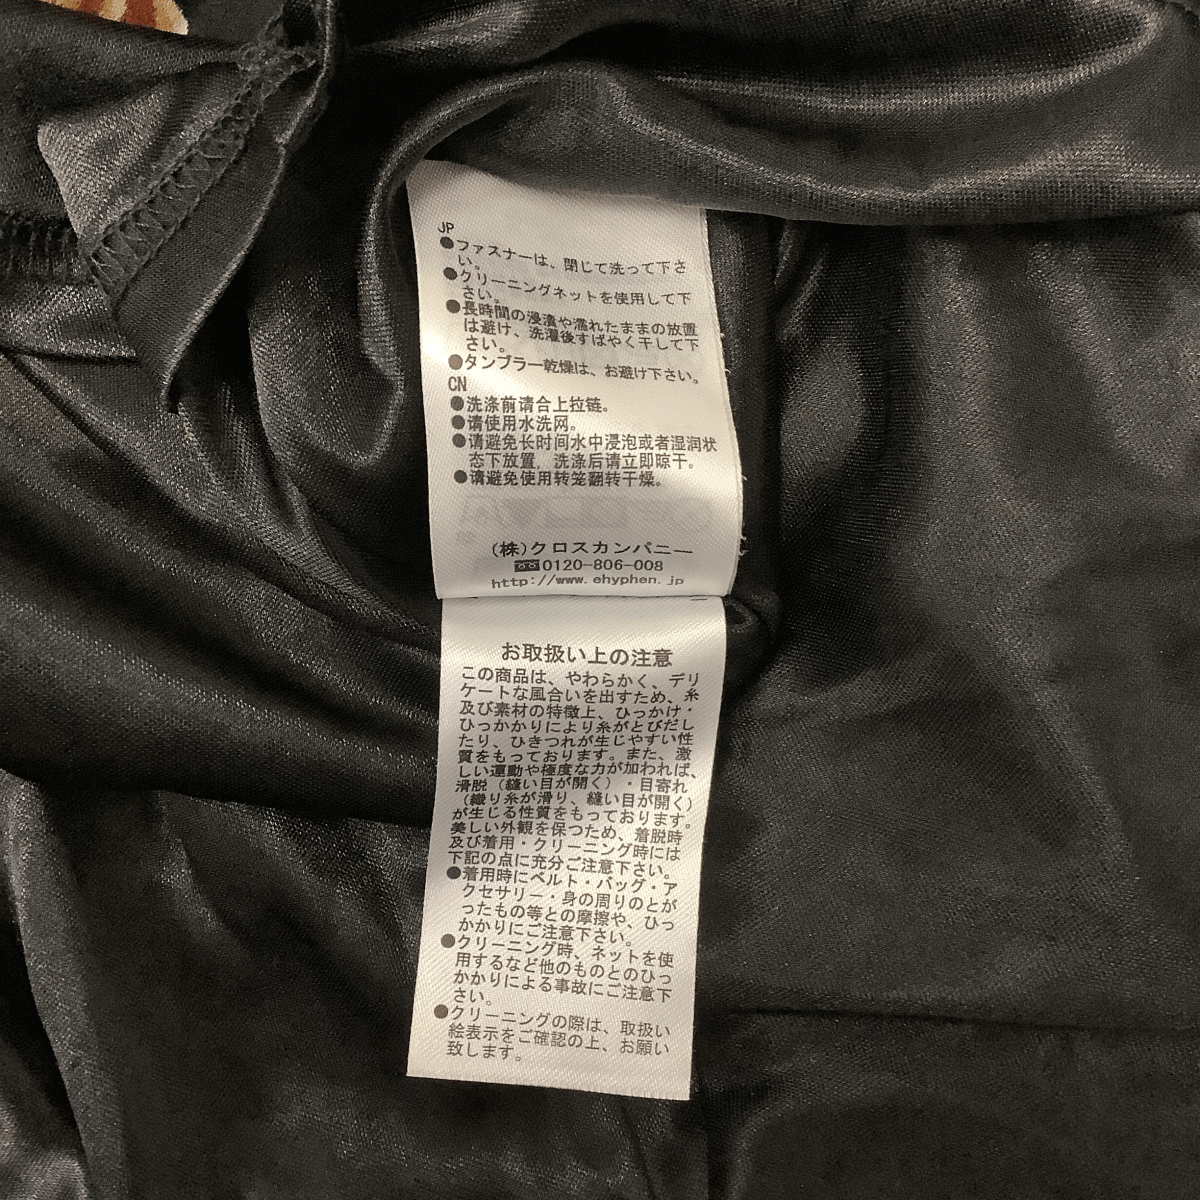 JP
●ファスナーは、閉じて洗って下さ
い。
●クリーニングネットを使用して下
さい。
●長時間の浸漬や濡れたままの放置
は避け、洗濯後すばやく干して下
さい。
●タンブラー乾燥は、お避け下さい。
CN
●洗涤前请合上拉链。
●请使用水洗网。
●请避免长时间水中浸泡或者湿润状
态下放置，洗涤后请立即晾干。
●请避免使用转笼翻转干燥。
(株)クロスカンパニー
0120-806-008
http://www.ehyphen.jp
お取扱い上の注意
この商品は、やわらかく、デリ
ケートな風合いを出すため、糸
及び素材の特徴上、ひっかけ・
ひっかかりにより糸がとびだし
たり、ひきつれが生じやすい性
質をもっております。また、激
しい運動や極度な力が加われば、
滑脱（縫い目が開く）・目寄れ
（織り糸が滑り、縫い目が開く）
が生じる性質をもっております。
美しい外観を保つため、着脱時
及び着用・クリーニング時には
下記の点に充分ご注意下さい。
●着用時にベルト・バッグ・ア
クセサリー・身の周りのとが
ったもの等との摩擦や、ひっ
かかりにご注意下さい。
●クリーニング時、ネットを使
用するなど他のものとのひっ
かかりによる事故にご注意下
さい。
●クリーニングの際は、取扱い
絵表示をご確認の上、お願い
致します。